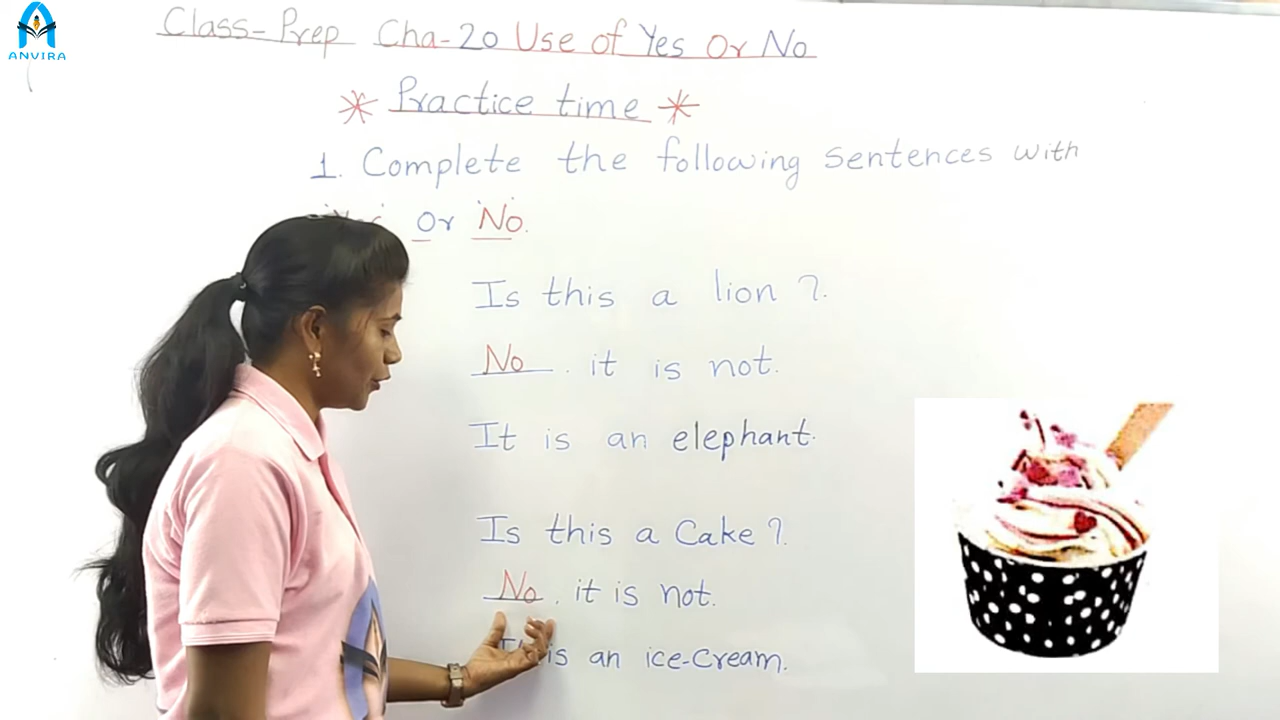 ANVIRA
Class-Prep Cha-20 Use of Yes Or No
* Practice time *
1. Complete the following sentences with
Or 'No'.
Is this a lion ?.
No. it is not.
It is an elephant.
Is this a Cake ?.
No. it is not.
is an ice-Cream.